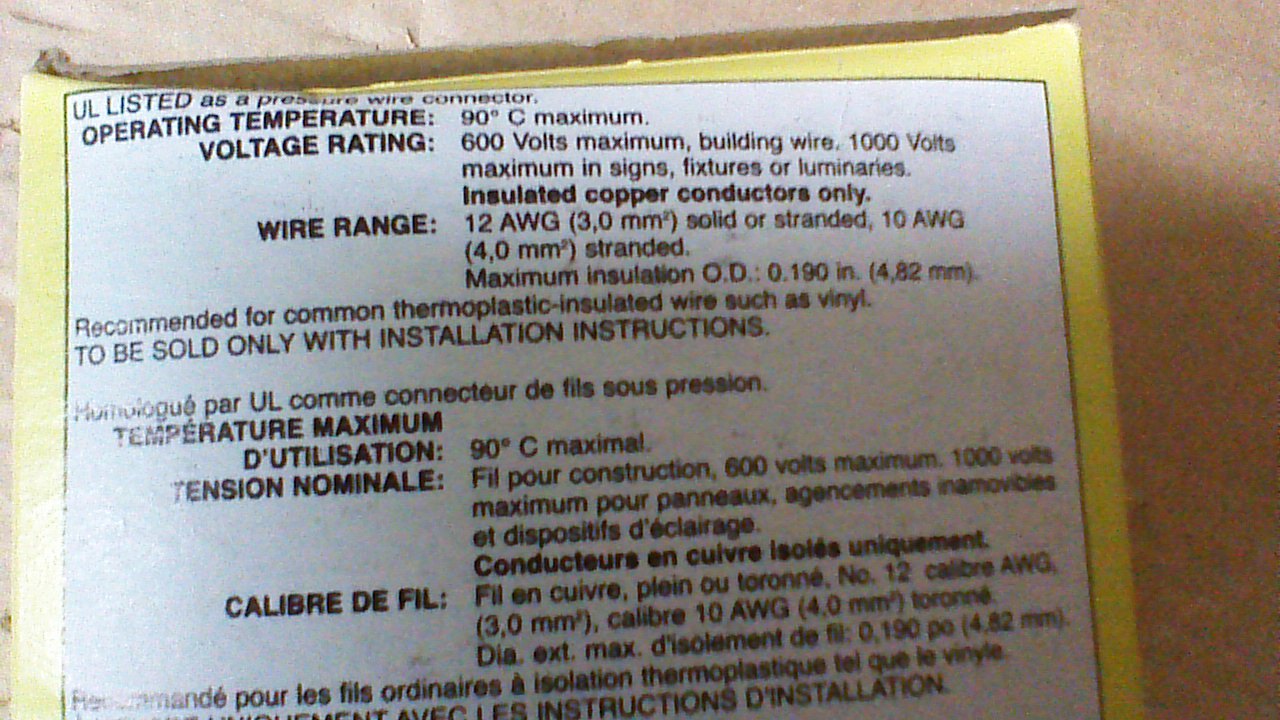 UL LISTED as a pressure wire connector.
OPERATING TEMPERATURE: 90° C maximum.
VOLTAGE RATING: 600 Volts maximum, building wire. 1000 Volts
maximum in signs, fixtures or luminaries.
Insulated copper conductors only.
WIRE RANGE: 12 AWG (3,0 mm²) solid or stranded, 10 AWG
(4,0 mm²) stranded.
Maximum insulation O.D.: 0.190 in. (4,82 mm).
Recommended for common thermoplastic-insulated wire such as vinyl.
TO BE SOLD ONLY WITH INSTALLATION INSTRUCTIONS.
Homologué par UL comme connecteur de fils sous pression.
TEMPÉRATURE MAXIMUM
D'UTILISATION: 90° C maximal.
TENSION NOMINALE: Fil pour construction, 600 volts maximum. 1000 volts
maximum pour panneaux, agencements inamovibles
et dispositifs d'éclairage.
Conducteurs en cuivre isolés uniquement.
CALIBRE DE FIL: Fil en cuivre, plein ou toronné, No. 12 calibre AWG,
(3,0 mm²), calibre 10 AWG (4,0 mm²) toronné.
Dia. ext. max. d'isolement de fil: 0,190 po (4,82 mm).
Recommandé pour les fils ordinaires à isolation thermoplastique tel que le vinyle.
UNIQUEMENT AVEC LES INSTRUCTIONS D'INSTALLATION.